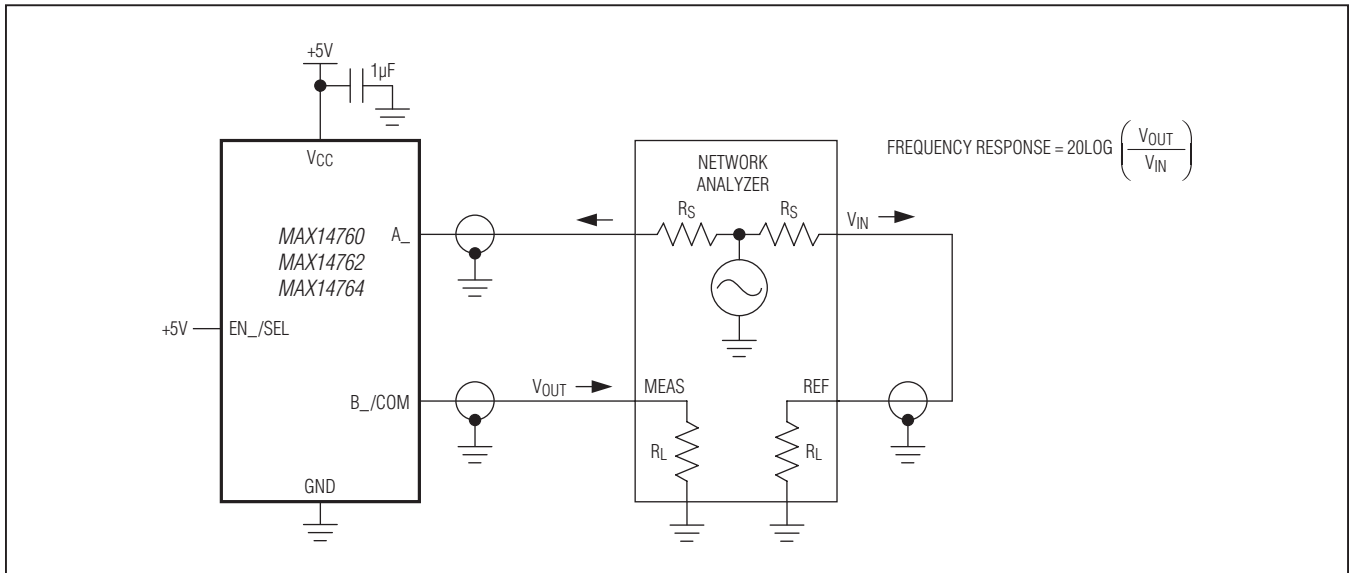 +5V
1µF
VCC
MAX14760
MAX14762
MAX14764
A_
+5V
EN_/SEL
B_/COM
GND
NETWORK
ANALYZER
RS
RS
VIN
VOUT
MEAS
REF
RL
RL
FREQUENCY RESPONSE = 20LOG (VOUT/VIN)